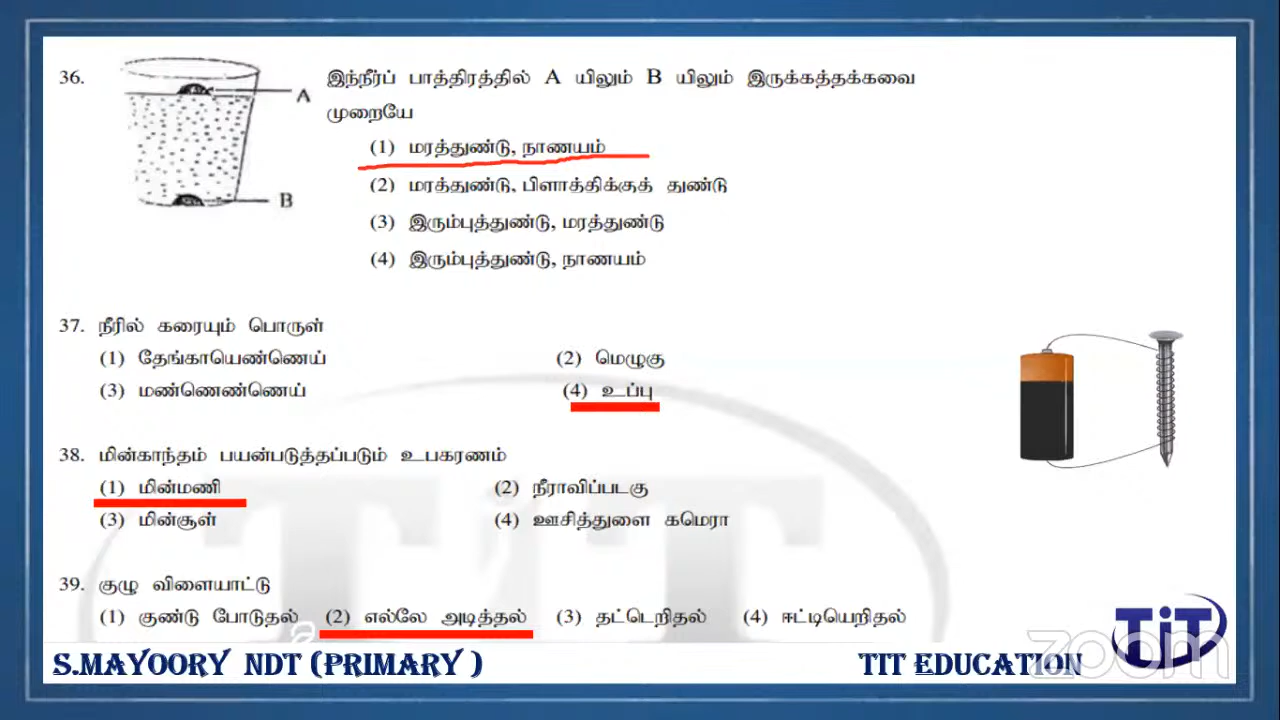 36.
A
B
இந்நீர்ப் பாத்திரத்தில் A யிலும் B யிலும் இருக்கத்தக்கவை
முறையே
(1) மரத்துண்டு, நாணயம்
(2) மரத்துண்டு, பிளாத்திக்குத் துண்டு
(3) இரும்புத்துண்டு, மரத்துண்டு
(4) இரும்புத்துண்டு, நாணயம்
37. நீரில் கரையும் பொருள்
(1) தேங்காயெண்ணெய் (2) மெழுகு
(3) மண்ணெண்ணெய் (4) உப்பு
38. மின்காந்தம் பயன்படுத்தப்படும் உபகரணம்
(1) மின்மணி (2) நீராவிப்படகு
(3) மின்சூள் (4) ஊசித்துளை கமெரா
39. குழு விளையாட்டு
(1) குண்டு போடுதல் (2) எல்லே அடித்தல் (3) தட்டெறிதல் (4) ஈட்டியெறிதல்
TiT
S.MAYOORY NDT (PRIMARY ) TIT EDUCATION
TiT
zoom